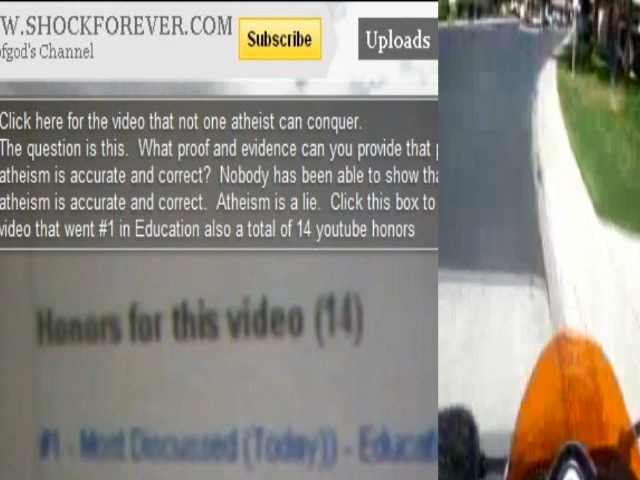 W.SHOCKFOREVER.COM
ofgod's Channel
Subscribe
Uploads
Click here for the video that not one atheist can conquer.
The question is this. What proof and evidence can you provide that
atheism is accurate and correct? Nobody has been able to show tha
atheism is accurate and correct. Atheism is a lie. Click this box to
video that went #1 in Education also a total of 14 youtube honors
Honors for this video (14)
#1 - Most Discussed (Today)) - Educat